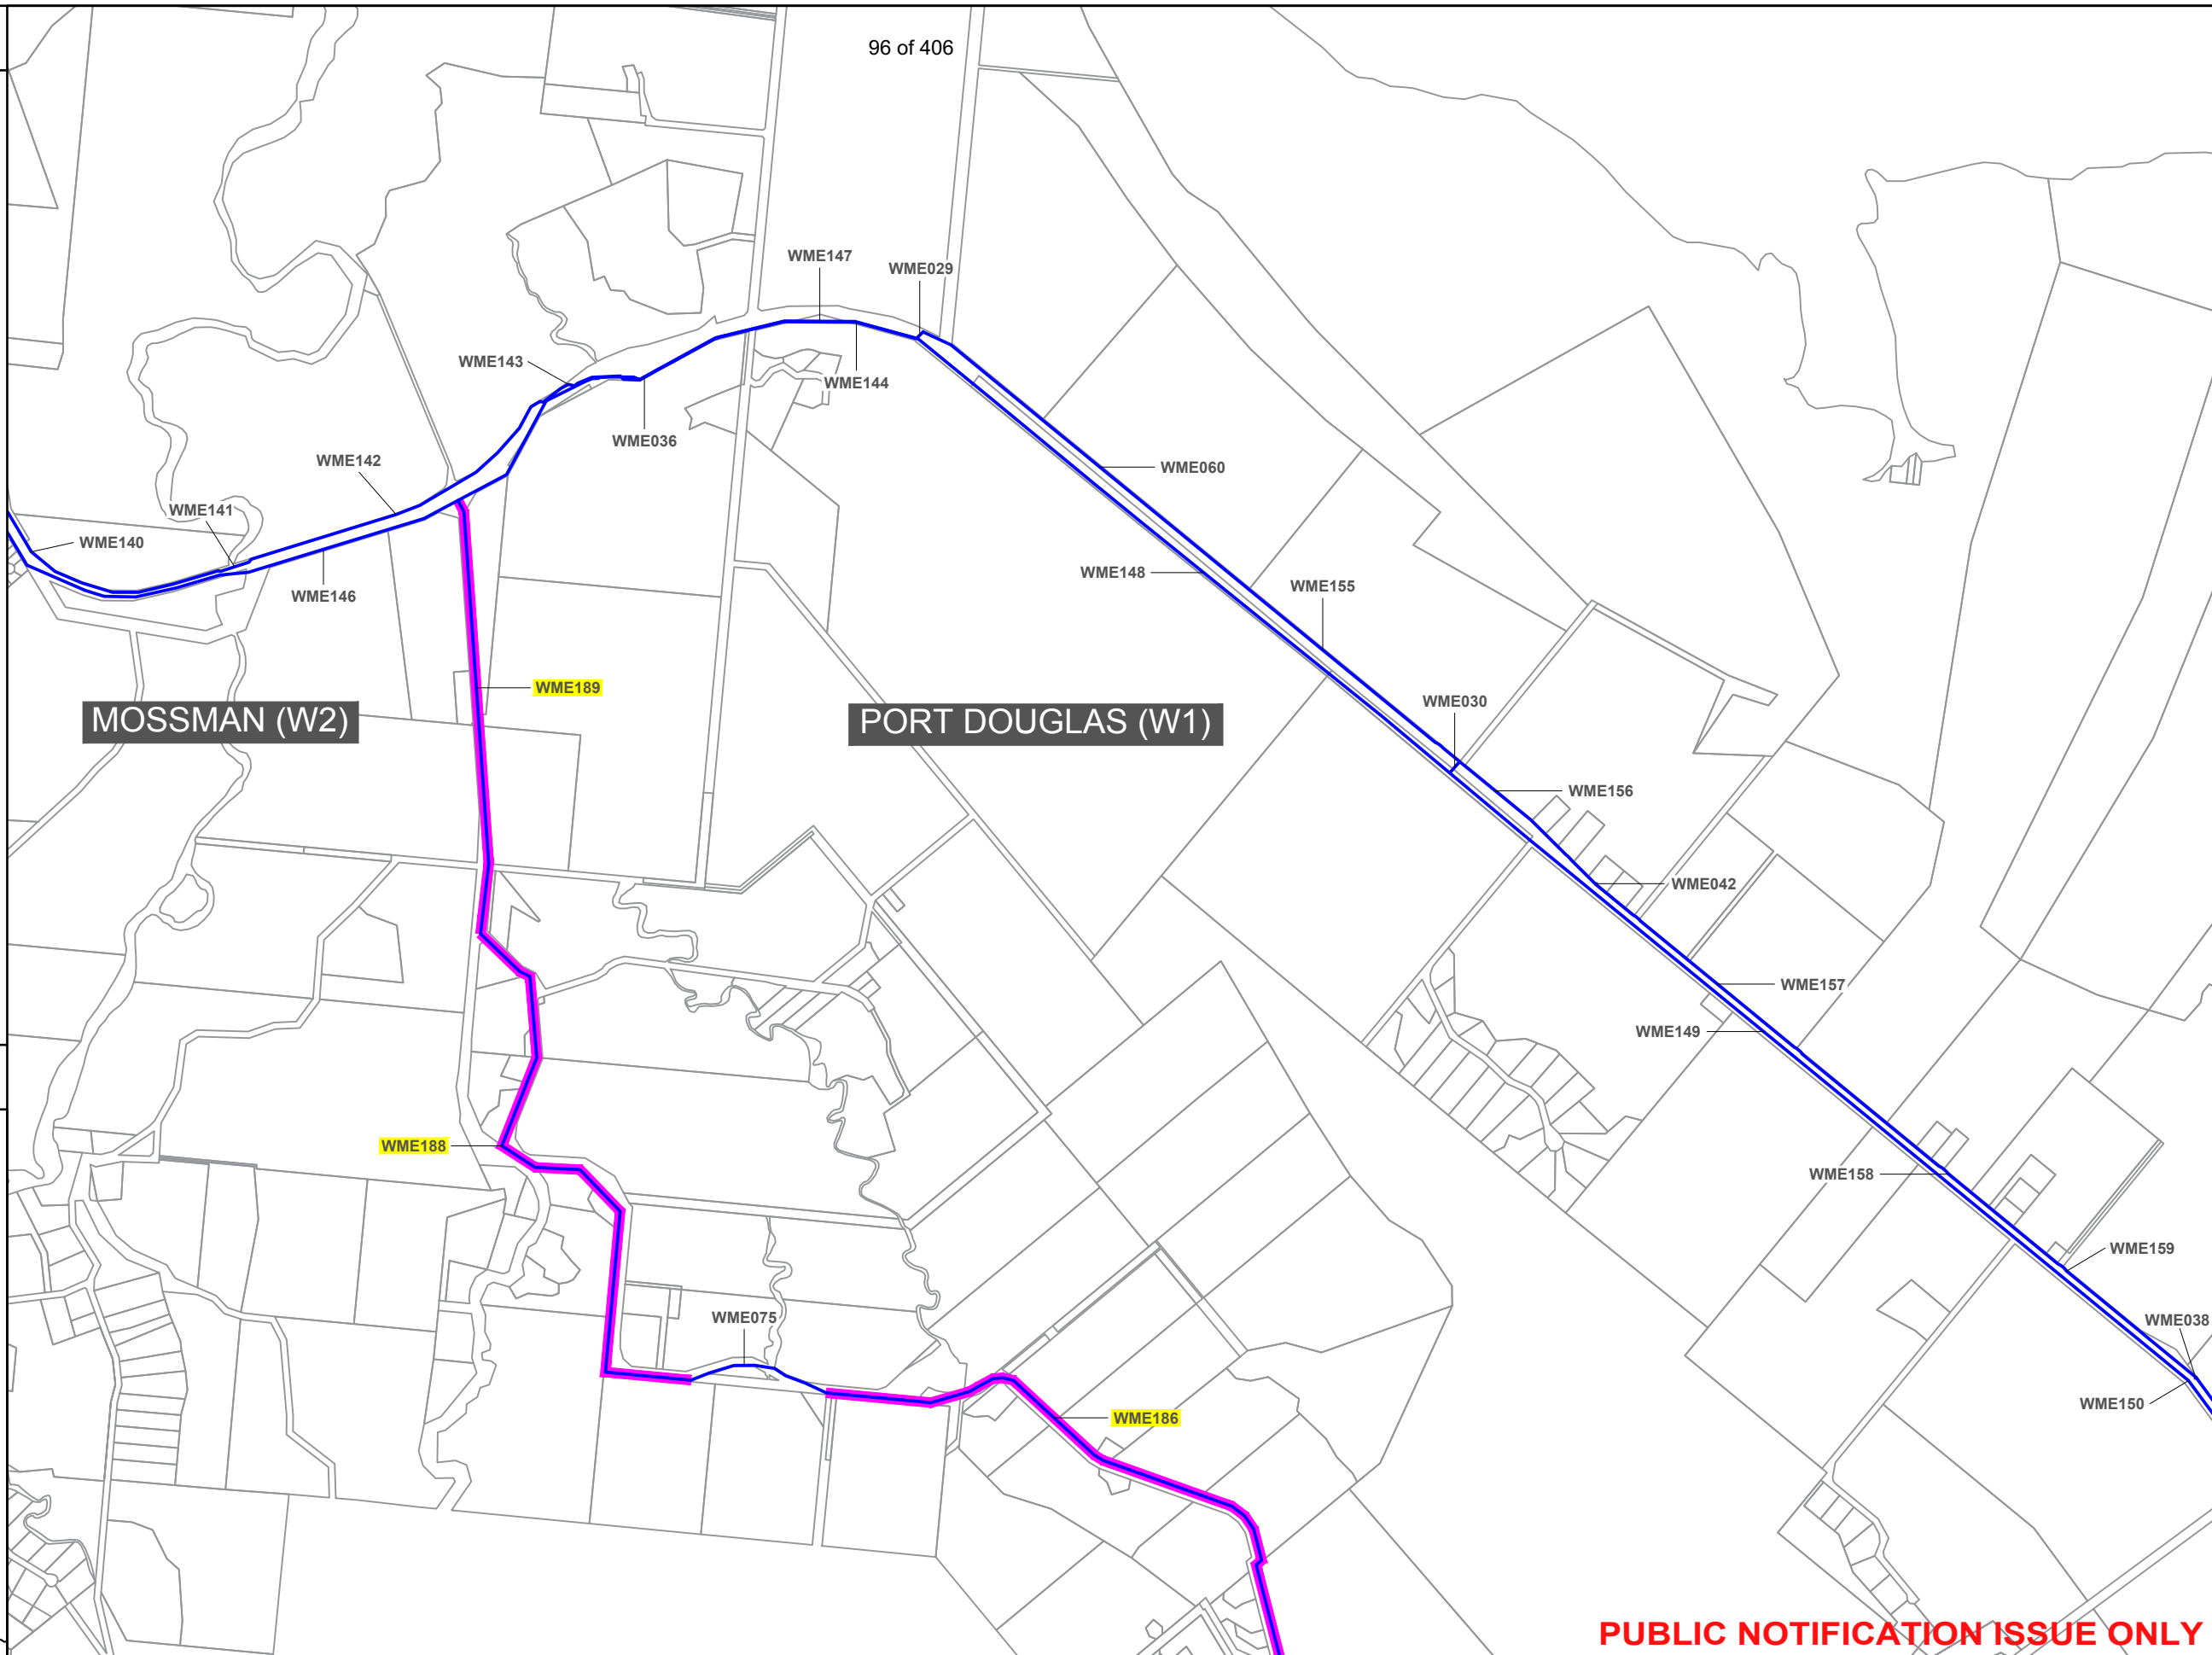 96 of 406
WME147
WME029
WME143
WME144
WME036
WME142
WME060
WME141
WME140
WME148
WME155
WME146
WME189
MOSSMAN (W2)
PORT DOUGLAS (W1)
WME030
WME156
WME042
WME157
WME149
WME188
WME158
WME159
WME075
WME038
WME150
WME186
PUBLIC NOTIFICATION ISSUE ONLY